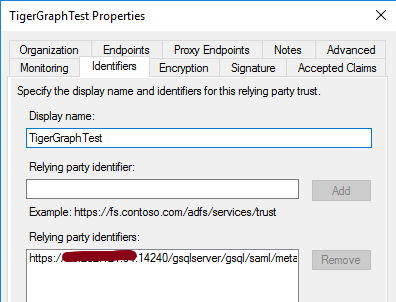 TigerGraphTest Properties
Organization Endpoints Proxy Endpoints Notes Advanced
Monitoring Identifiers Encryption Signature Accepted Claims
Specify the display name and identifiers for this relying party trust.
Display name:
TigerGraphTest
Relying party identifier:
Add
Example: https://fs.contoso.com/adfs/services/trust
Relying party identifiers:
https: :14240/gsqlserver/gsql/saml/meta
Remove